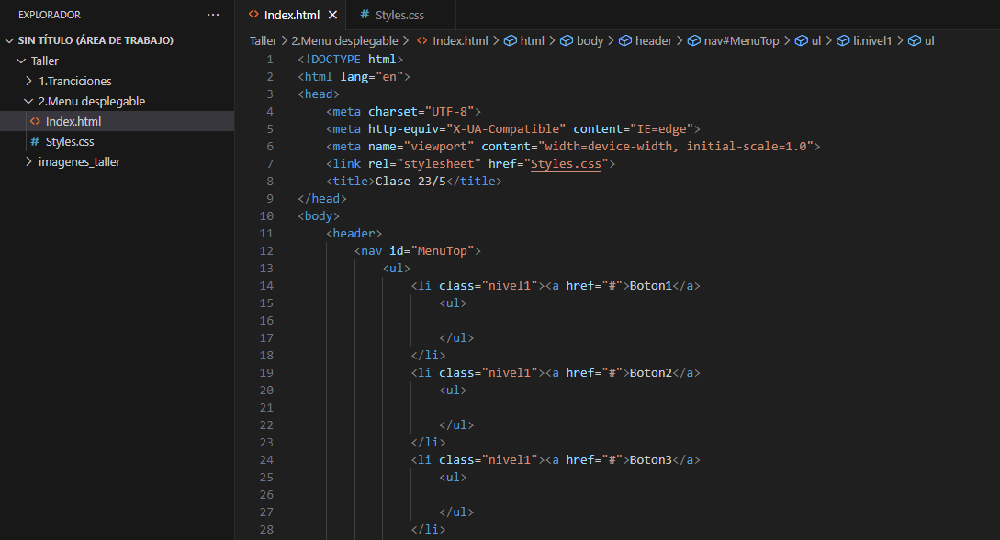 EXPLORADOR ···
SIN TÍTULO (ÁREA DE TRABAJO)
Taller
1.Tranciciones
2.Menu desplegable
<> Index.html
# Styles.css
imagenes_taller
<> Index.html × # Styles.css
Taller > 2.Menu desplegable > <> Index.html > html > body > header > nav#MenuTop > ul > li.nivel1 > ul
1 <!DOCTYPE html>
2 <html lang="en">
3 <head>
4     <meta charset="UTF-8">
5     <meta http-equiv="X-UA-Compatible" content="IE=edge">
6     <meta name="viewport" content="width=device-width, initial-scale=1.0">
7     <link rel="stylesheet" href="Styles.css">
8     <title>Clase 23/5</title>
9 </head>
10 <body>
11     <header>
12         <nav id="MenuTop">
13             <ul>
14                 <li class="nivel1"><a href="#">Boton1</a>
15                     <ul>
16
17                     </ul>
18                 </li>
19                 <li class="nivel1"><a href="#">Boton2</a>
20                     <ul>
21
22                     </ul>
23                 </li>
24                 <li class="nivel1"><a href="#">Boton3</a>
25                     <ul>
26
27                     </ul>
28                 </li>